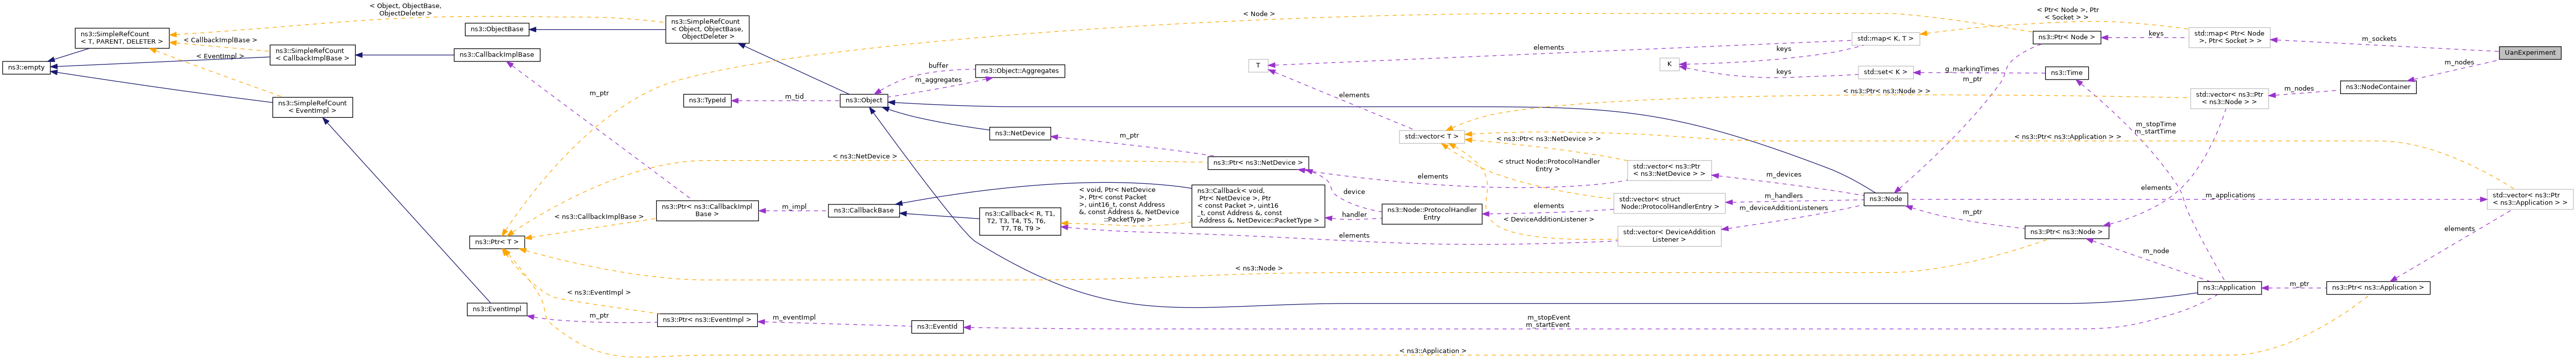 < Object, ObjectBase,
ObjectDeleter >
ns3::SimpleRefCount
< T, PARENT, DELETER >
< CallbackImplBase >
< EventImpl >
ns3::empty
ns3::SimpleRefCount
< CallbackImplBase >
ns3::SimpleRefCount
< EventImpl >
ns3::ObjectBase
ns3::CallbackImplBase
ns3::SimpleRefCount
< Object, ObjectBase,
ObjectDeleter >
m_ptr
ns3::TypeId
m_tid
ns3::Object
buffer
m_aggregates
ns3::Object::Aggregates
ns3::NetDevice
m_ptr
< Node >
< ns3::NetDevice >
ns3::Ptr< ns3::NetDevice >
< ns3::CallbackImplBase >
ns3::Ptr< ns3::CallbackImpl
Base >
m_impl
ns3::CallbackBase
ns3::Ptr< T >
ns3::Callback< R, T1,
T2, T3, T4, T5, T6,
T7, T8, T9 >
< void, Ptr< NetDevice
>, Ptr< const Packet
>, uint16_t, const Address
&, const Address &, NetDevice
::PacketType >
ns3::Callback< void,
Ptr< NetDevice >, Ptr
< const Packet >, uint16
_t, const Address &, const
Address &, NetDevice::PacketType >
device
handler
ns3::Node::ProtocolHandler
Entry
elements
elements
elements
elements
elements
T
std::vector< T >
< ns3::Ptr< ns3::NetDevice > >
< struct Node::ProtocolHandler
Entry >
< DeviceAdditionListener >
std::vector< ns3::Ptr
< ns3::NetDevice > >
std::vector< struct
Node::ProtocolHandlerEntry >
std::vector< DeviceAddition
Listener >
K
keys
keys
std::map< K, T >
std::set< K >
m_devices
m_handlers
m_deviceAdditionListeners
ns3::Node
g_markingTimes
m_ptr
ns3::Time
ns3::Ptr< Node >
< Ptr< Node >, Ptr
< Socket > >
keys
std::map< Ptr< Node
>, Ptr< Socket > >
m_sockets
UanExperiment
m_nodes
ns3::NodeContainer
m_nodes
std::vector< ns3::Ptr
< ns3::Node > >
< ns3::Ptr< ns3::Node > >
< ns3::Ptr< ns3::Application > >
m_stopTime
m_startTime
elements
m_applications
std::vector< ns3::Ptr
< ns3::Application > >
elements
m_ptr
ns3::Ptr< ns3::Node >
m_node
< ns3::Node >
ns3::Application
m_ptr
ns3::Ptr< ns3::Application >
ns3::EventImpl
< ns3::EventImpl >
m_ptr
ns3::Ptr< ns3::EventImpl >
m_eventImpl
ns3::EventId
m_stopEvent
m_startEvent
< ns3::Application >